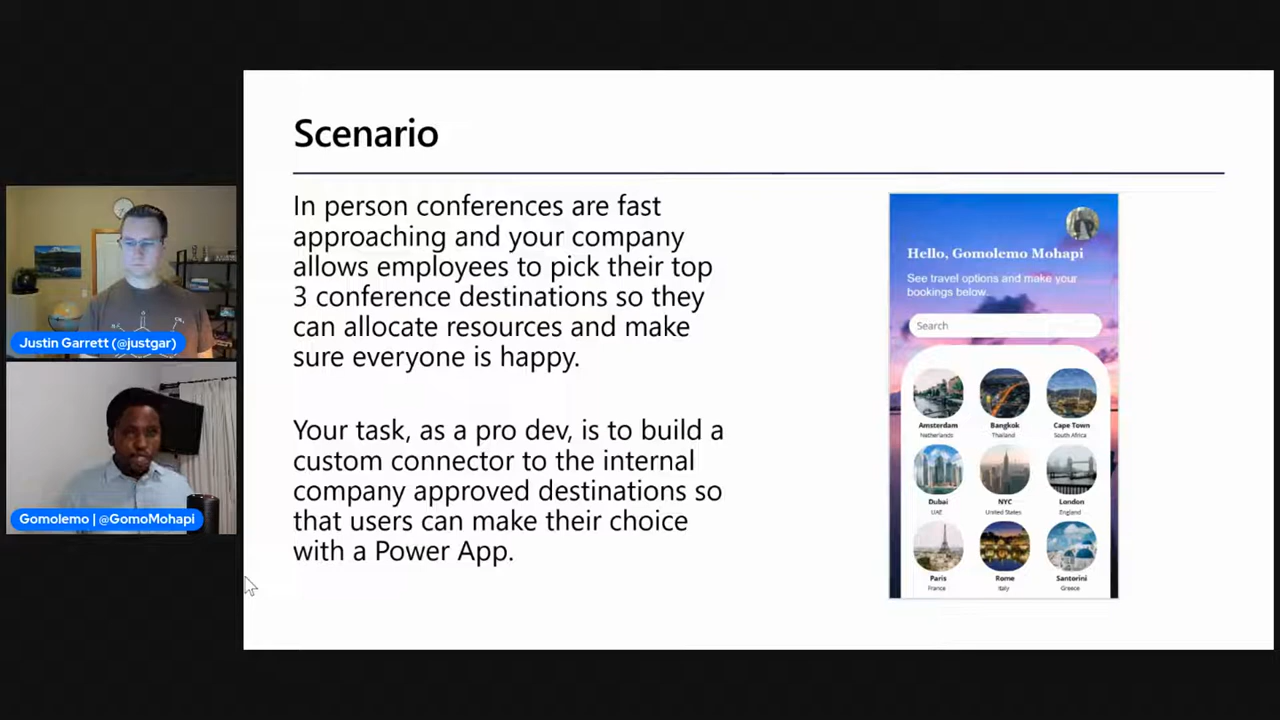 Scenario
In person conferences are fast
approaching and your company
allows employees to pick their top
3 conference destinations so they
can allocate resources and make
sure everyone is happy.
Your task, as a pro dev, is to build a
custom connector to the internal
company approved destinations so
that users can make their choice
with a Power App.
Hello, Gomolemo Mohapi
See travel options and make your
bookings below.
Search
Amsterdam
Netherlands
Bangkok
Thailand
Cape Town
South Africa
Dubai
UAE
NYC
United States
London
England
Paris
France
Rome
Italy
Santorini
Greece
Justin Garrett (@justgar)
Gomolemo | @GomoMohapi